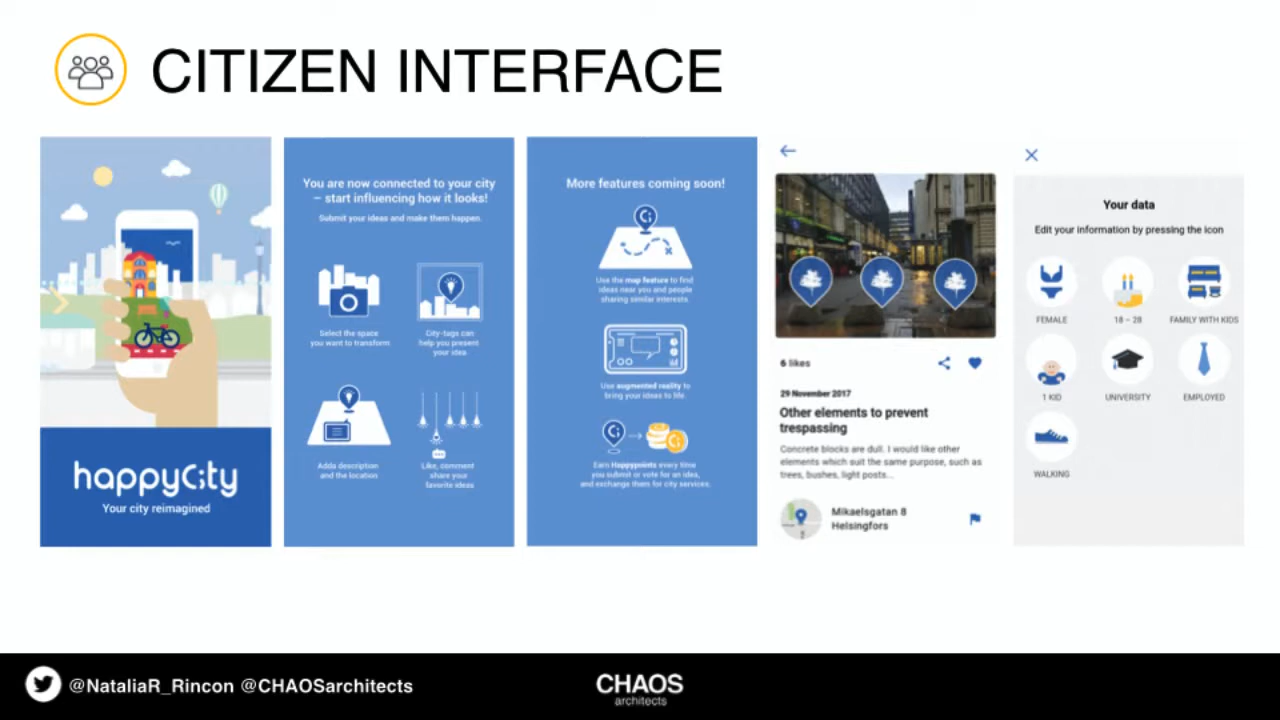 CITIZEN INTERFACE
happyCity
Your city reimagined
You are now connected to your city
– start influencing how it looks!
Submit your ideas and make them happen.
Select the space
you want to transform
City-tags can
help you present
your idea
Adda description
and the location
Like, comment
share your
favorite ideas
More features coming soon!
Use the map feature to find
ideas near you and people
sharing similar interests.
Use augmented reality to
bring your ideas to life.
Earn Happypoints every time
you submit or vote for an idea,
and exchange them for city services.
6 likes
29 November 2017
Other elements to prevent
trespassing
Concrete blocks are dull. I would like other
elements which suit the same purpose, such as
trees, bushes, light posts...
Mikaelsgatan 8
Helsingfors
Your data
Edit your information by pressing the icon
FEMALE
18 – 28
FAMILY WITH KIDS
1 KID
UNIVERSITY
EMPLOYED
WALKING
@NataliaR_Rincon @CHAOSarchitects
CHAOS
architects